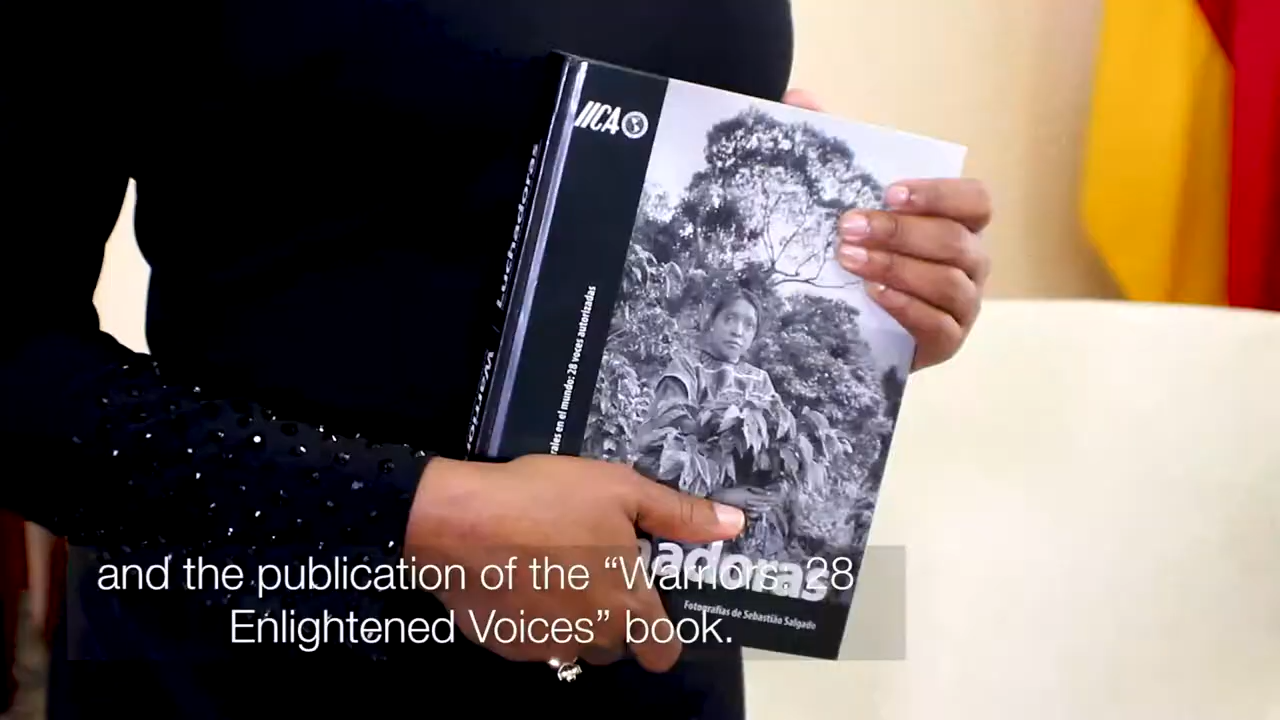 IICA
Luchadoras
rales en el mundo: 28 voces autorizadas
adoras
Fotografías de Sebastião Salgado
and the publication of the “Warriors: 28
Enlightened Voices” book.